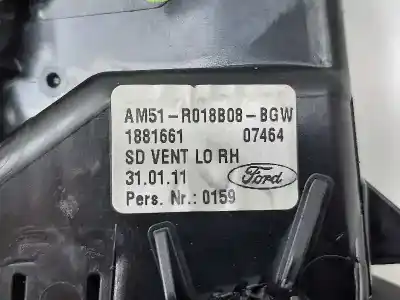 AM51-R018B08-BGW
1881661 07464
SD VENT LO RH
31.01.11 Ford
Pers. Nr.: 0159